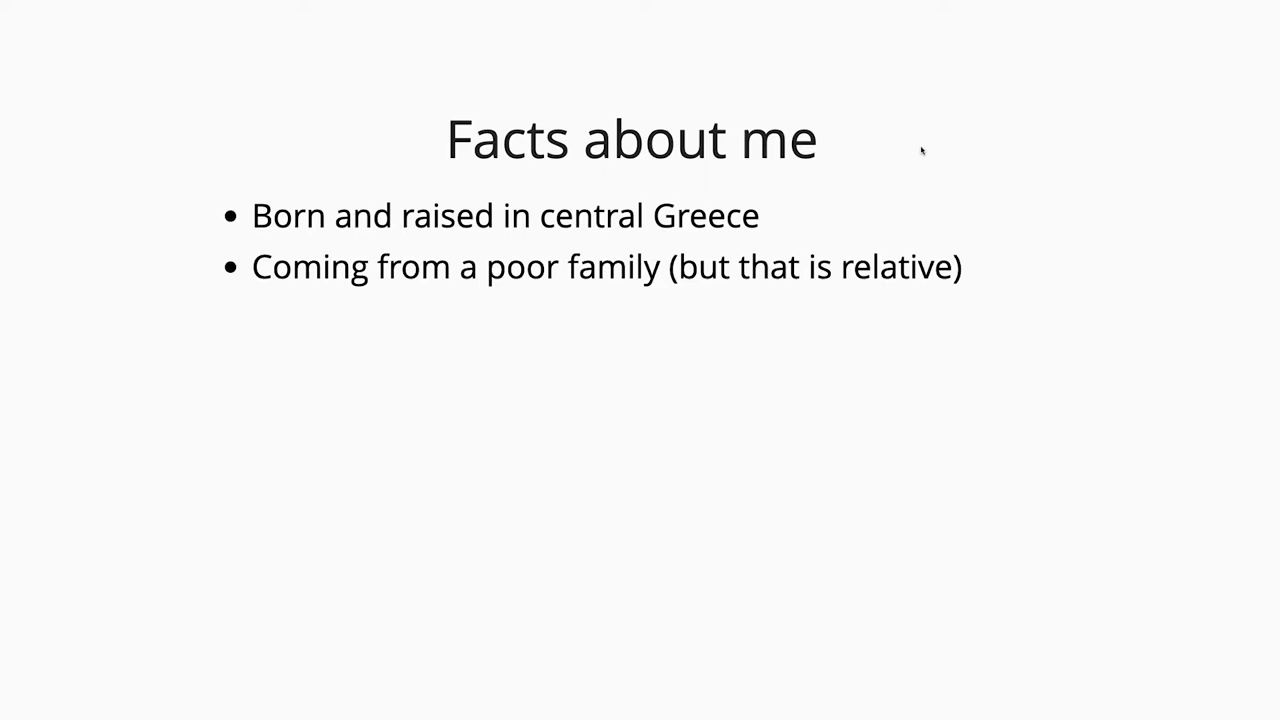 Facts about me
• Born and raised in central Greece
• Coming from a poor family (but that is relative)